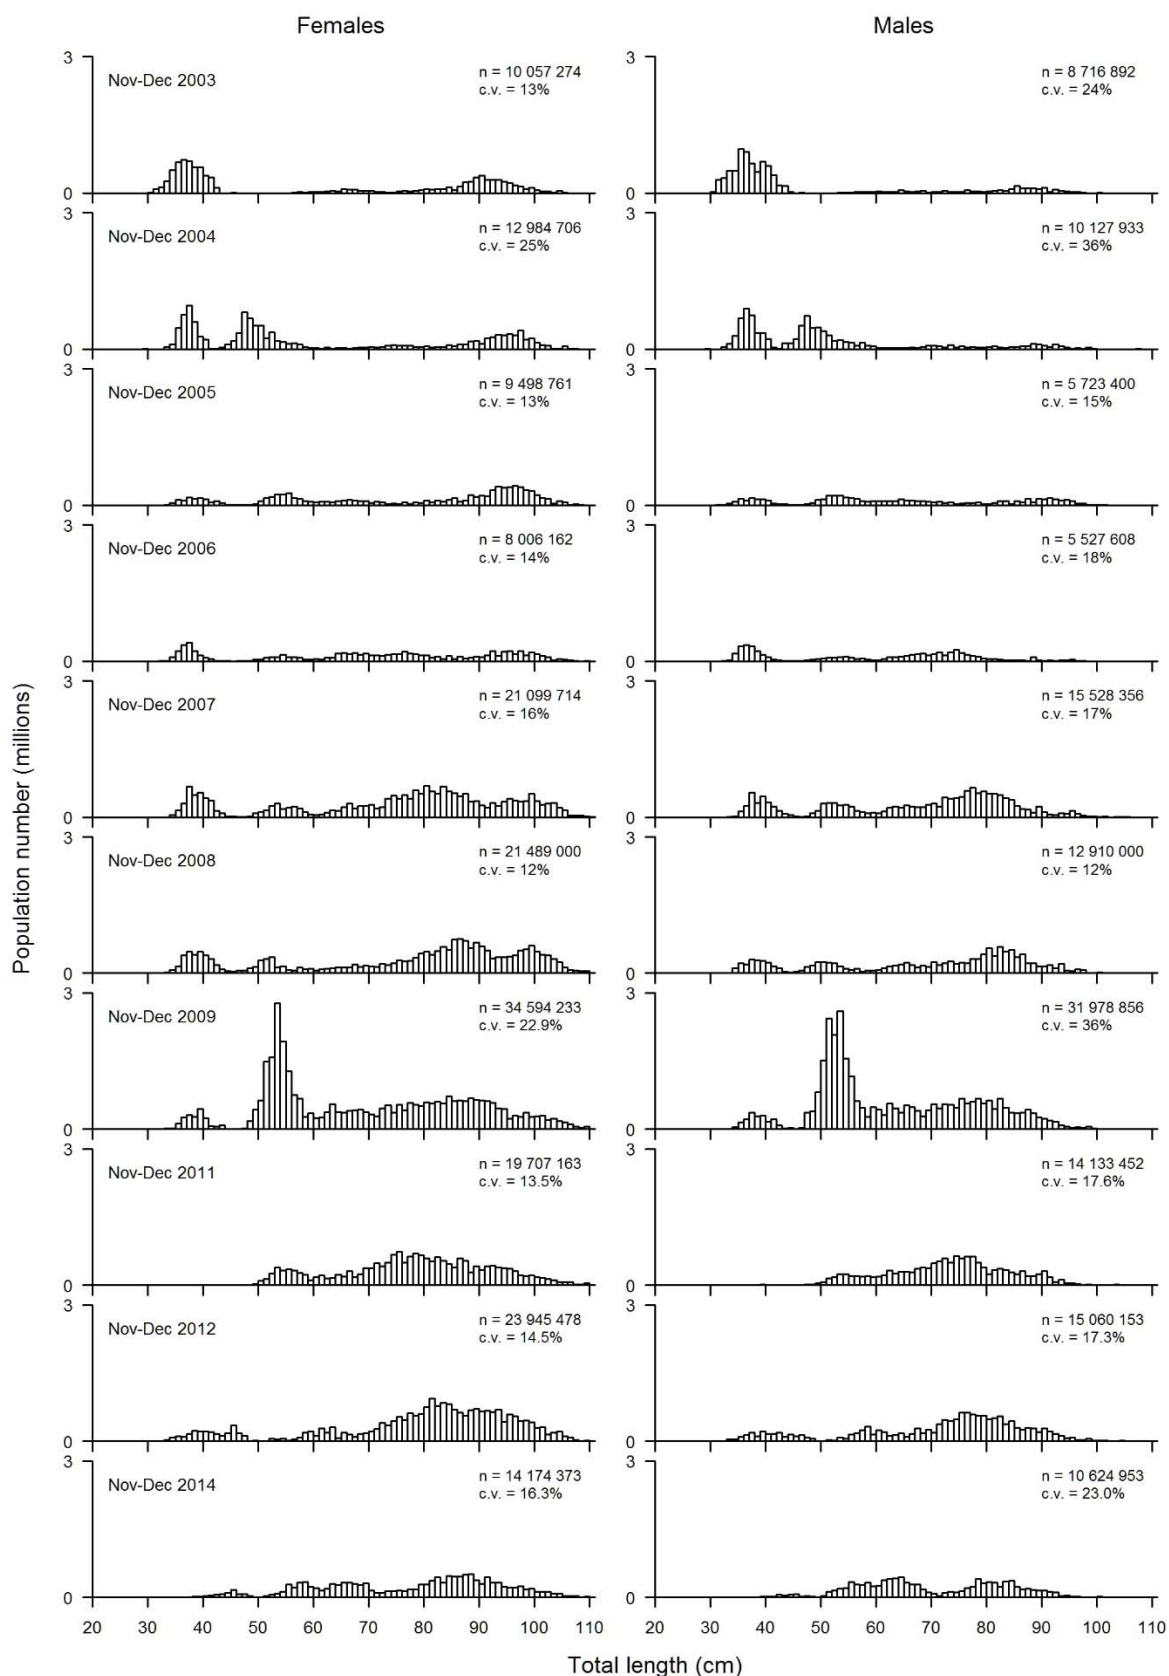 Females Males
3
Nov-Dec 2003
n = 10 057 274
c.v. = 13%
0
3
n = 8 716 892
c.v. = 24%
0
3
Nov-Dec 2004
n = 12 984 706
c.v. = 25%
0
3
n = 10 127 933
c.v. = 36%
0
3
Nov-Dec 2005
n = 9 498 761
c.v. = 13%
0
3
n = 5 723 400
c.v. = 15%
0
3
Nov-Dec 2006
n = 8 006 162
c.v. = 14%
0
3
n = 5 527 608
c.v. = 18%
0
3
Nov-Dec 2007
n = 21 099 714
c.v. = 16%
0
3
n = 15 528 356
c.v. = 17%
0
3
Nov-Dec 2008
n = 21 489 000
c.v. = 12%
0
3
n = 12 910 000
c.v. = 12%
0
3
Nov-Dec 2009
n = 34 594 233
c.v. = 22.9%
0
3
n = 31 978 856
c.v. = 36%
0
3
Nov-Dec 2011
n = 19 707 163
c.v. = 13.5%
0
3
n = 14 133 452
c.v. = 17.6%
0
3
Nov-Dec 2012
n = 23 945 478
c.v. = 14.5%
0
3
n = 15 060 153
c.v. = 17.3%
0
3
Nov-Dec 2014
n = 14 174 373
c.v. = 16.3%
0
3
n = 10 624 953
c.v. = 23.0%
0
20 30 40 50 60 70 80 90 100 110
20 30 40 50 60 70 80 90 100 110
Population number (millions)
Total length (cm)